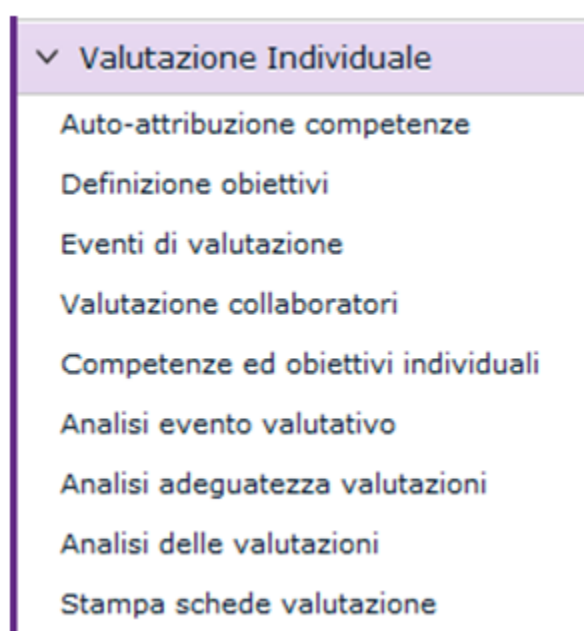 Valutazione Individuale
Auto-attribuzione competenze
Definizione obiettivi
Eventi di valutazione
Valutazione collaboratori
Competenze ed obiettivi individuali
Analisi evento valutativo
Analisi adeguatezza valutazioni
Analisi delle valutazioni
Stampa schede valutazione